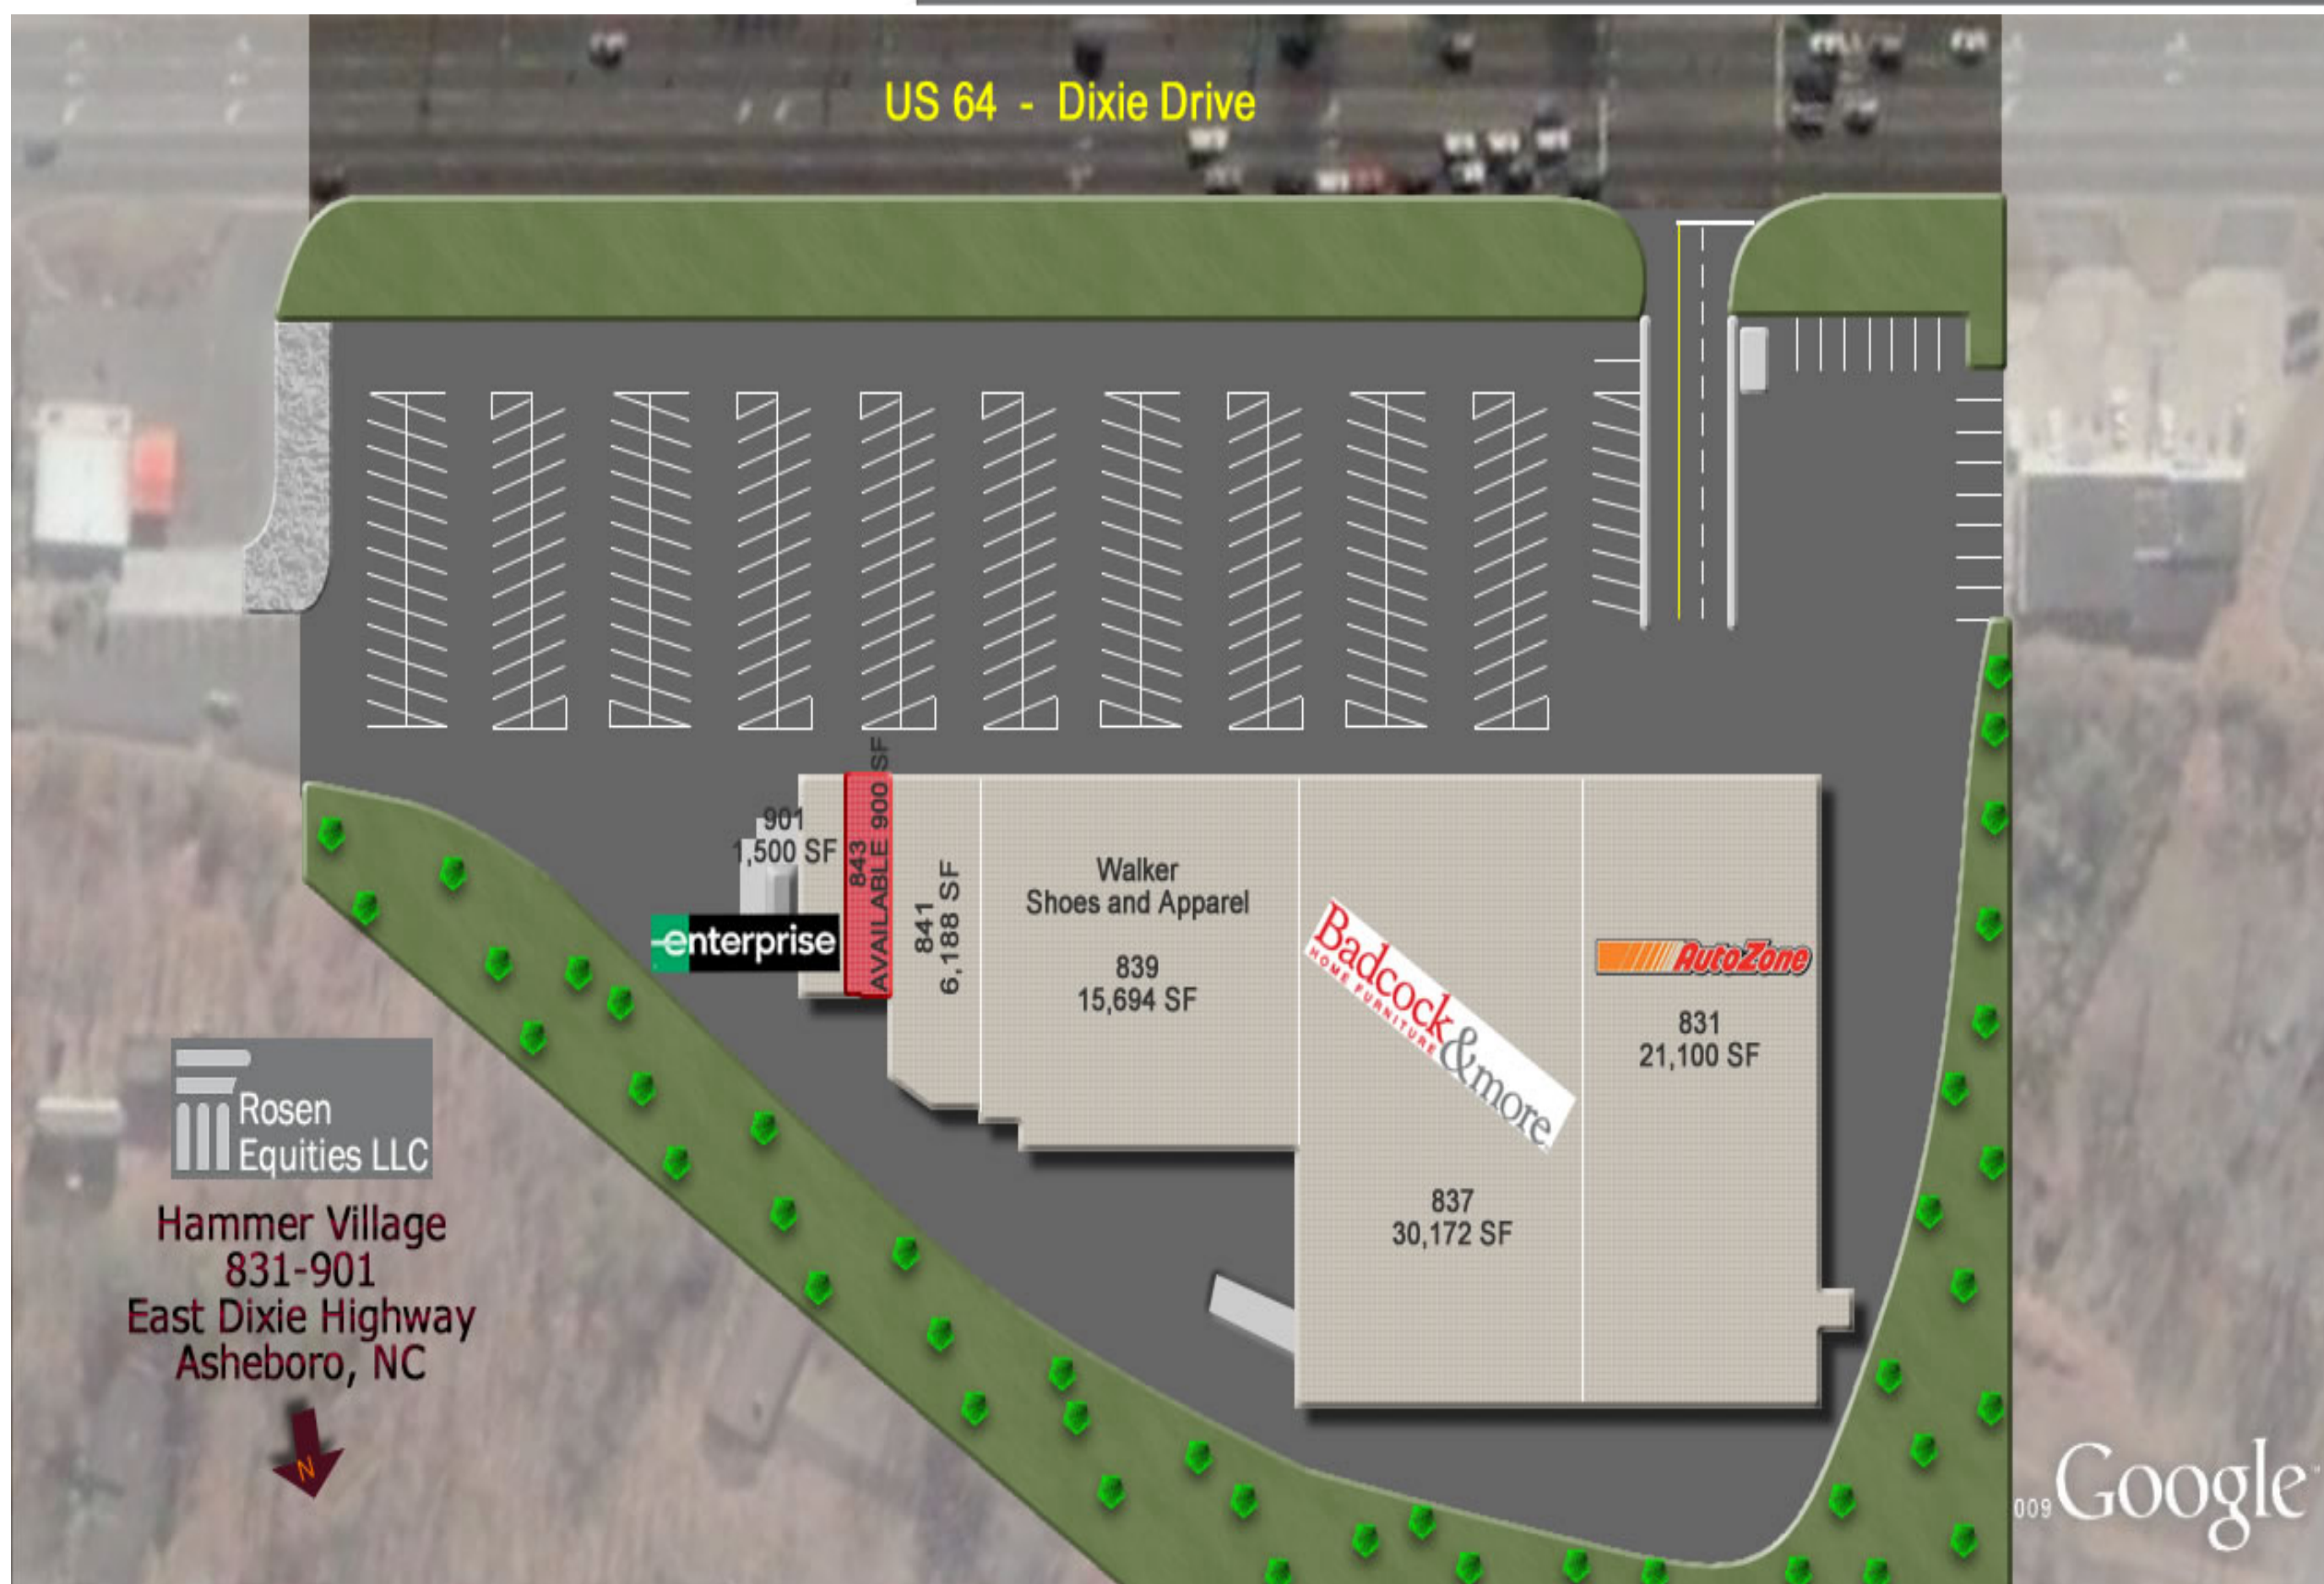 US 64 - Dixie Drive
901
1,500 SF
843
AVAILABLE 900 SF
841
6,188 SF
enterprise
Walker
Shoes and Apparel
839
15,694 SF
Badcock
HOME FURNITURE
&more
837
30,172 SF
AutoZone
831
21,100 SF
Rosen
Equities LLC
Hammer Village
831-901
East Dixie Highway
Asheboro, NC
N
009 Google